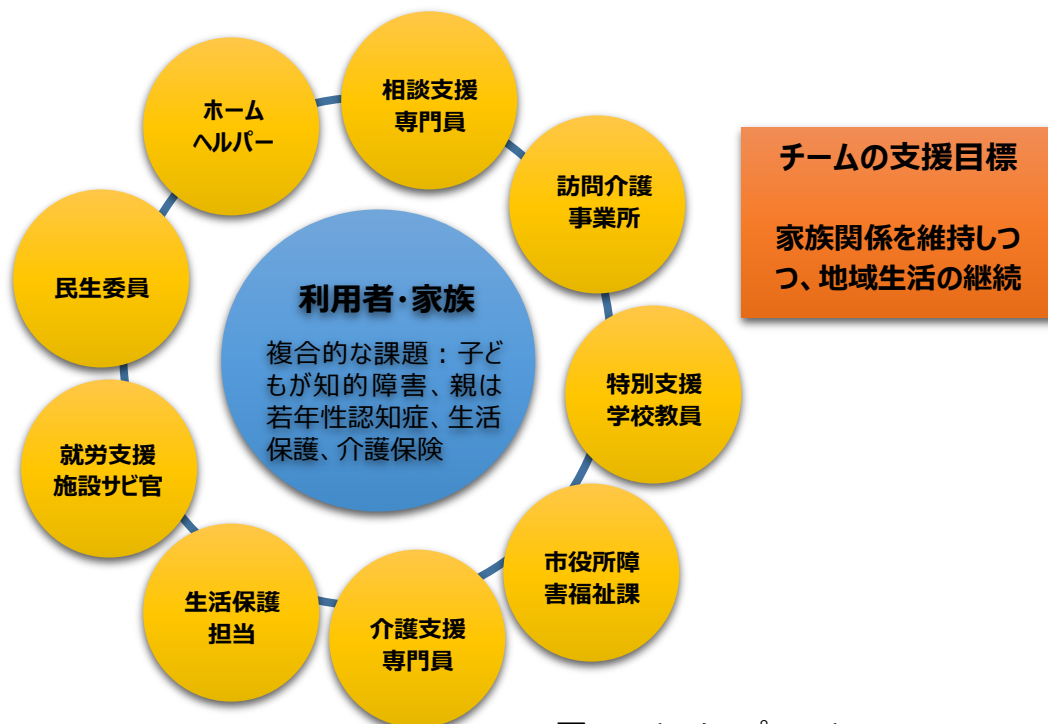 相談支援
専門員
ホーム
ヘルパー
訪問介護
事業所
民生委員
特別支援
学校教員
就労支援
施設サビ官
市役所障
害福祉課
生活保護
担当
介護支援
専門員
利用者・家族
複合的な課題：子ど
もが知的障害、親は
若年性認知症、生活
保護、介護保険
チームの支援目標
家族関係を維持しつ
つ、地域生活の継続